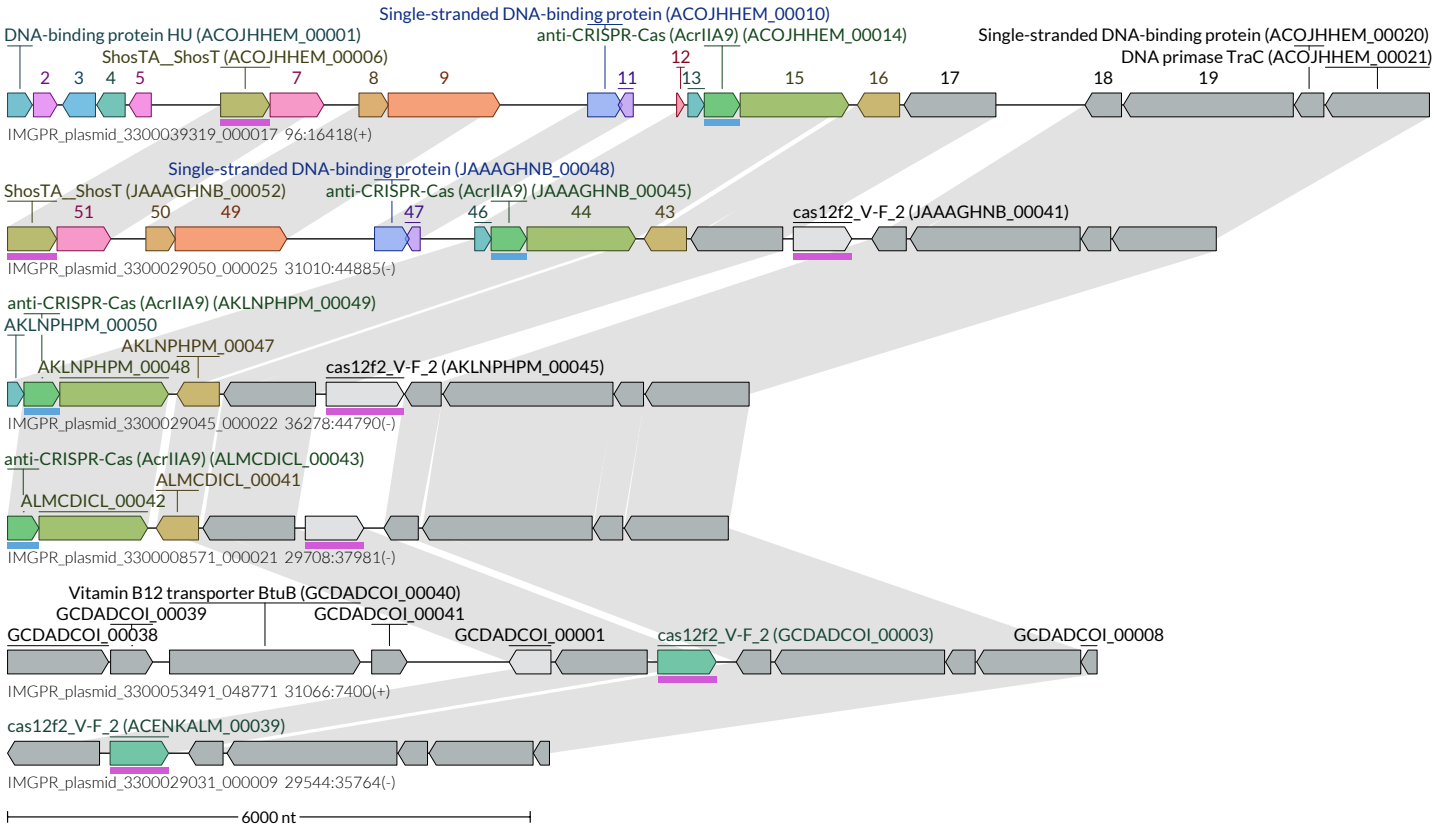 Single-stranded DNA-binding protein (ACOJHHEM_00010)
DNA-binding protein HU (ACOJHHEM_00001)
anti-CRISPR-Cas (AcrIIA9) (ACOJHHEM_00014)
Single-stranded DNA-binding protein (ACOJHHEM_00020)
ShosTA__ShosT (ACOJHHEM_00006)
12
DNA primase TraC (ACOJHHEM_00021)
2 3 4 5 7 8 9 11 13 15 16 17 18 19
IMGPR_plasmid_3300039319_000017 96:16418(+)
Single-stranded DNA-binding protein (JAAAGHNB_00048)
ShosTA__ShosT (JAAAGHNB_00052) anti-CRISPR-Cas (AcrIIA9) (JAAAGHNB_00045)
51 50 49 47 46 44 43 cas12f2_V-F_2 (JAAAGHNB_00041)
IMGPR_plasmid_3300029050_000025 31010:44885(-)
anti-CRISPR-Cas (AcrIIA9) (AKLNPHPM_00049)
AKLNPHPM_00050
AKLNPHPM_00047
AKLNPHPM_00048 cas12f2_V-F_2 (AKLNPHPM_00045)
IMGPR_plasmid_3300029045_000022 36278:44790(-)
anti-CRISPR-Cas (AcrIIA9) (ALMCDICL_00043)
ALMCDICL_00041
ALMCDICL_00042
IMGPR_plasmid_3300008571_000021 29708:37981(-)
Vitamin B12 transporter BtuB (GCDADCOI_00040)
GCDADCOI_00039 GCDADCOI_00041
GCDADCOI_00038 GCDADCOI_00001 cas12f2_V-F_2 (GCDADCOI_00003) GCDADCOI_00008
IMGPR_plasmid_3300053491_048771 31066:7400(+)
cas12f2_V-F_2 (ACENKALM_00039)
IMGPR_plasmid_3300029031_000009 29544:35764(-)
6000 nt